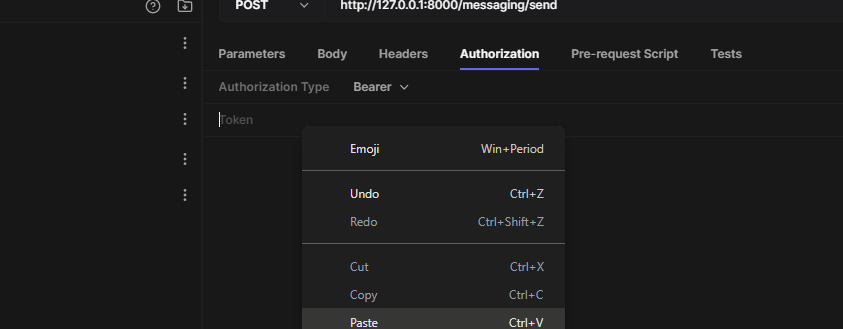 POST http://127.0.0.1:8000/messaging/send
Parameters Body Headers Authorization Pre-request Script Tests
Authorization Type Bearer
Token
Emoji Win+Period
Undo Ctrl+Z
Redo Ctrl+Shift+Z
Cut Ctrl+X
Copy Ctrl+C
Paste Ctrl+V